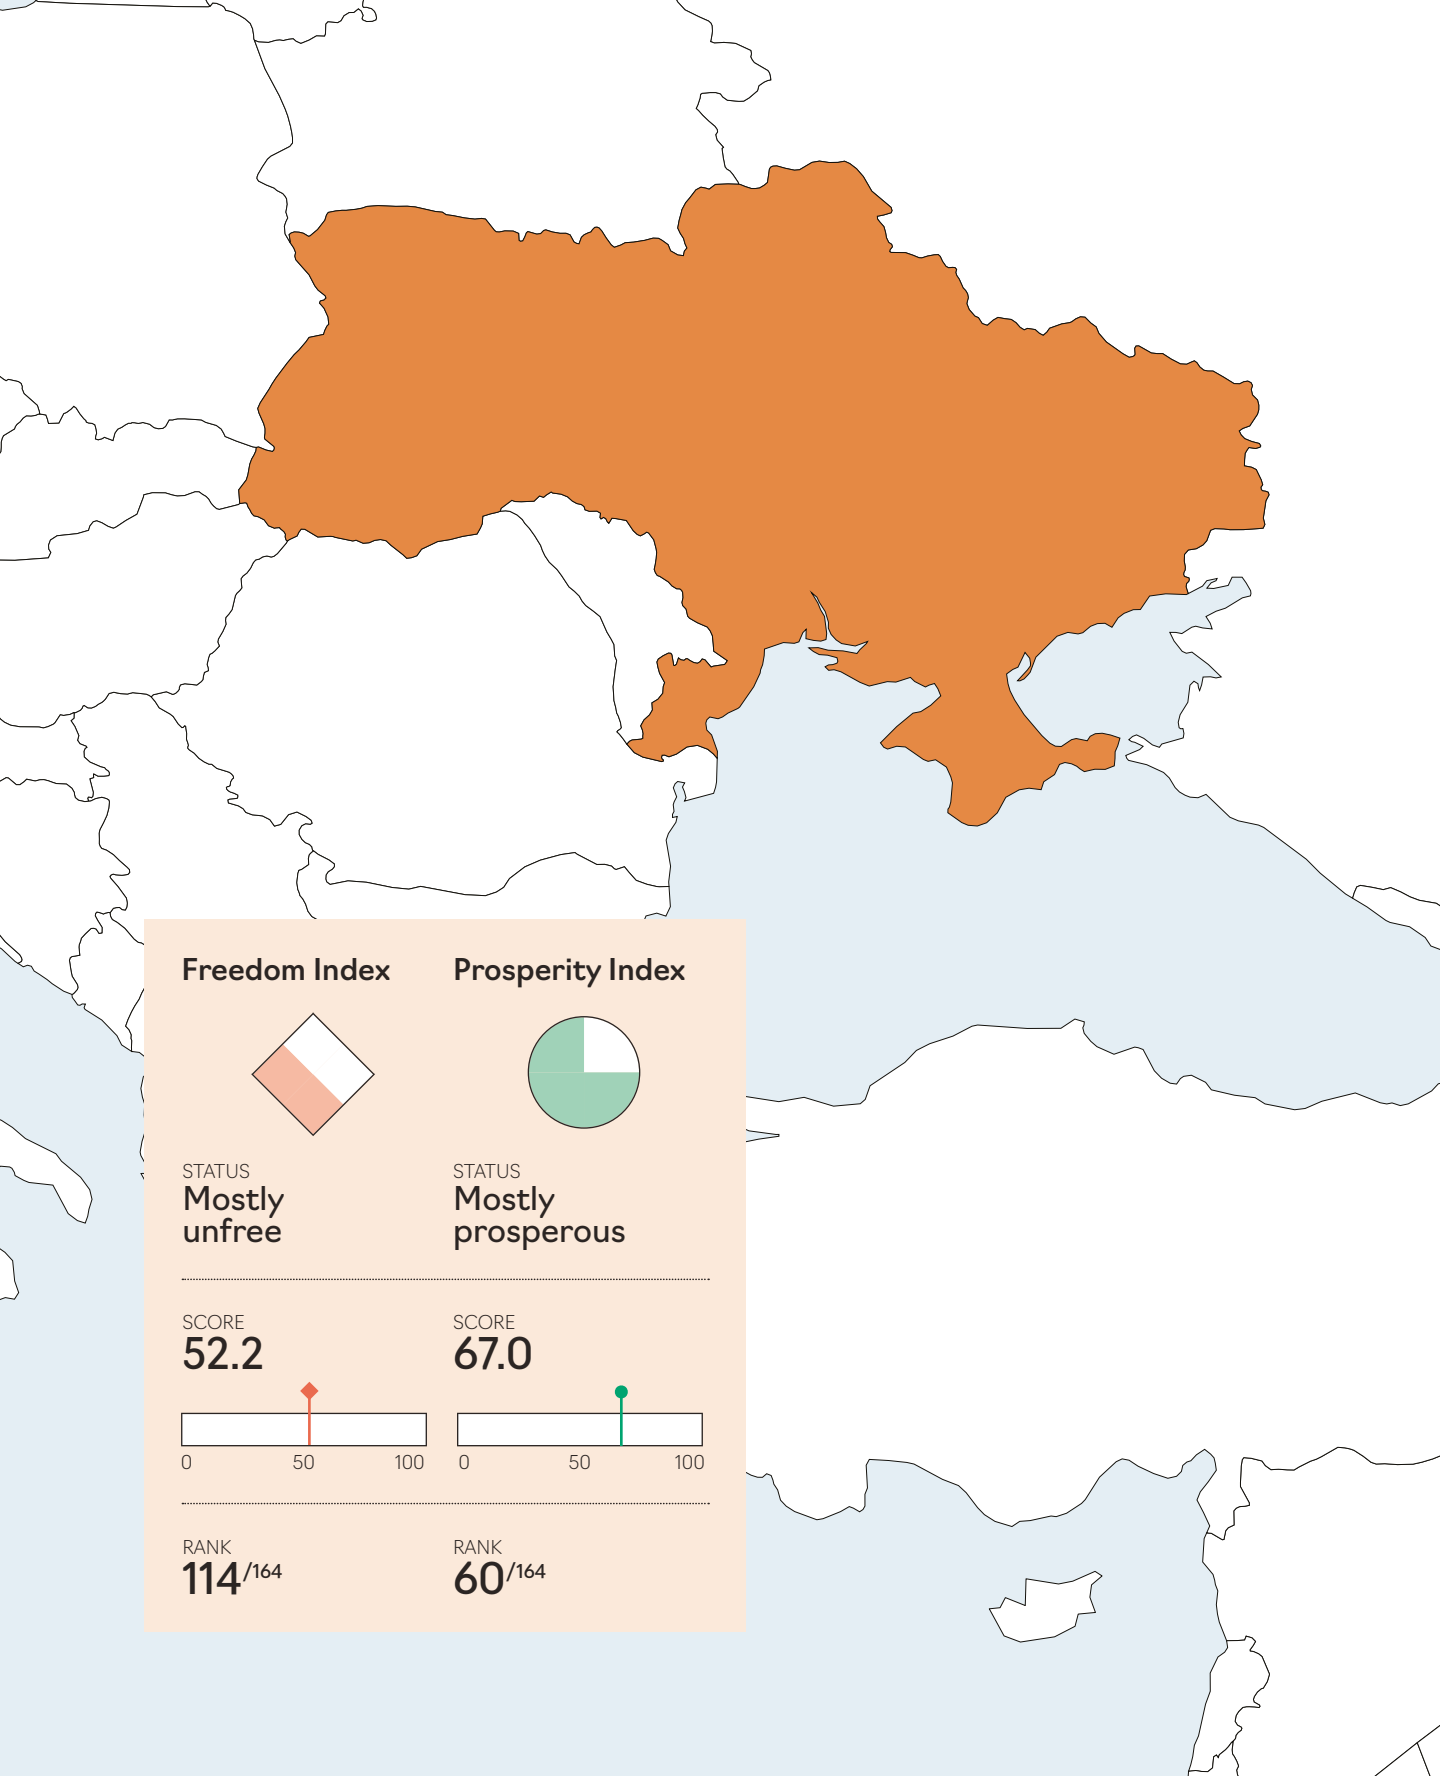 Freedom Index
Prosperity Index
STATUS
Mostly
unfree
STATUS
Mostly
prosperous
SCORE
52.2
SCORE
67.0
0 50 100
0 50 100
RANK
114/164
RANK
60/164